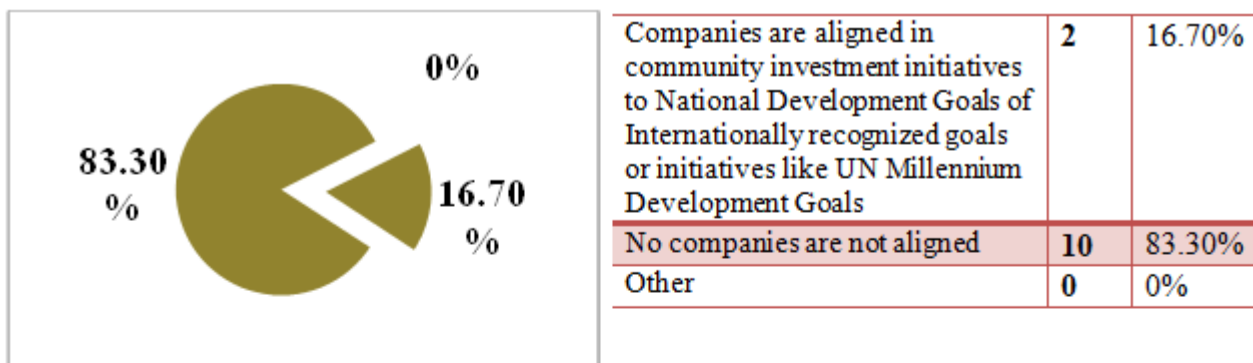 0%
83.30
%
16.70
%
Companies are aligned in
community investment initiatives
to National Development Goals of
Internationally recognized goals
or initiatives like UN Millennium
Development Goals
2
16.70%
No companies are not aligned
10
83.30%
Other
0
0%